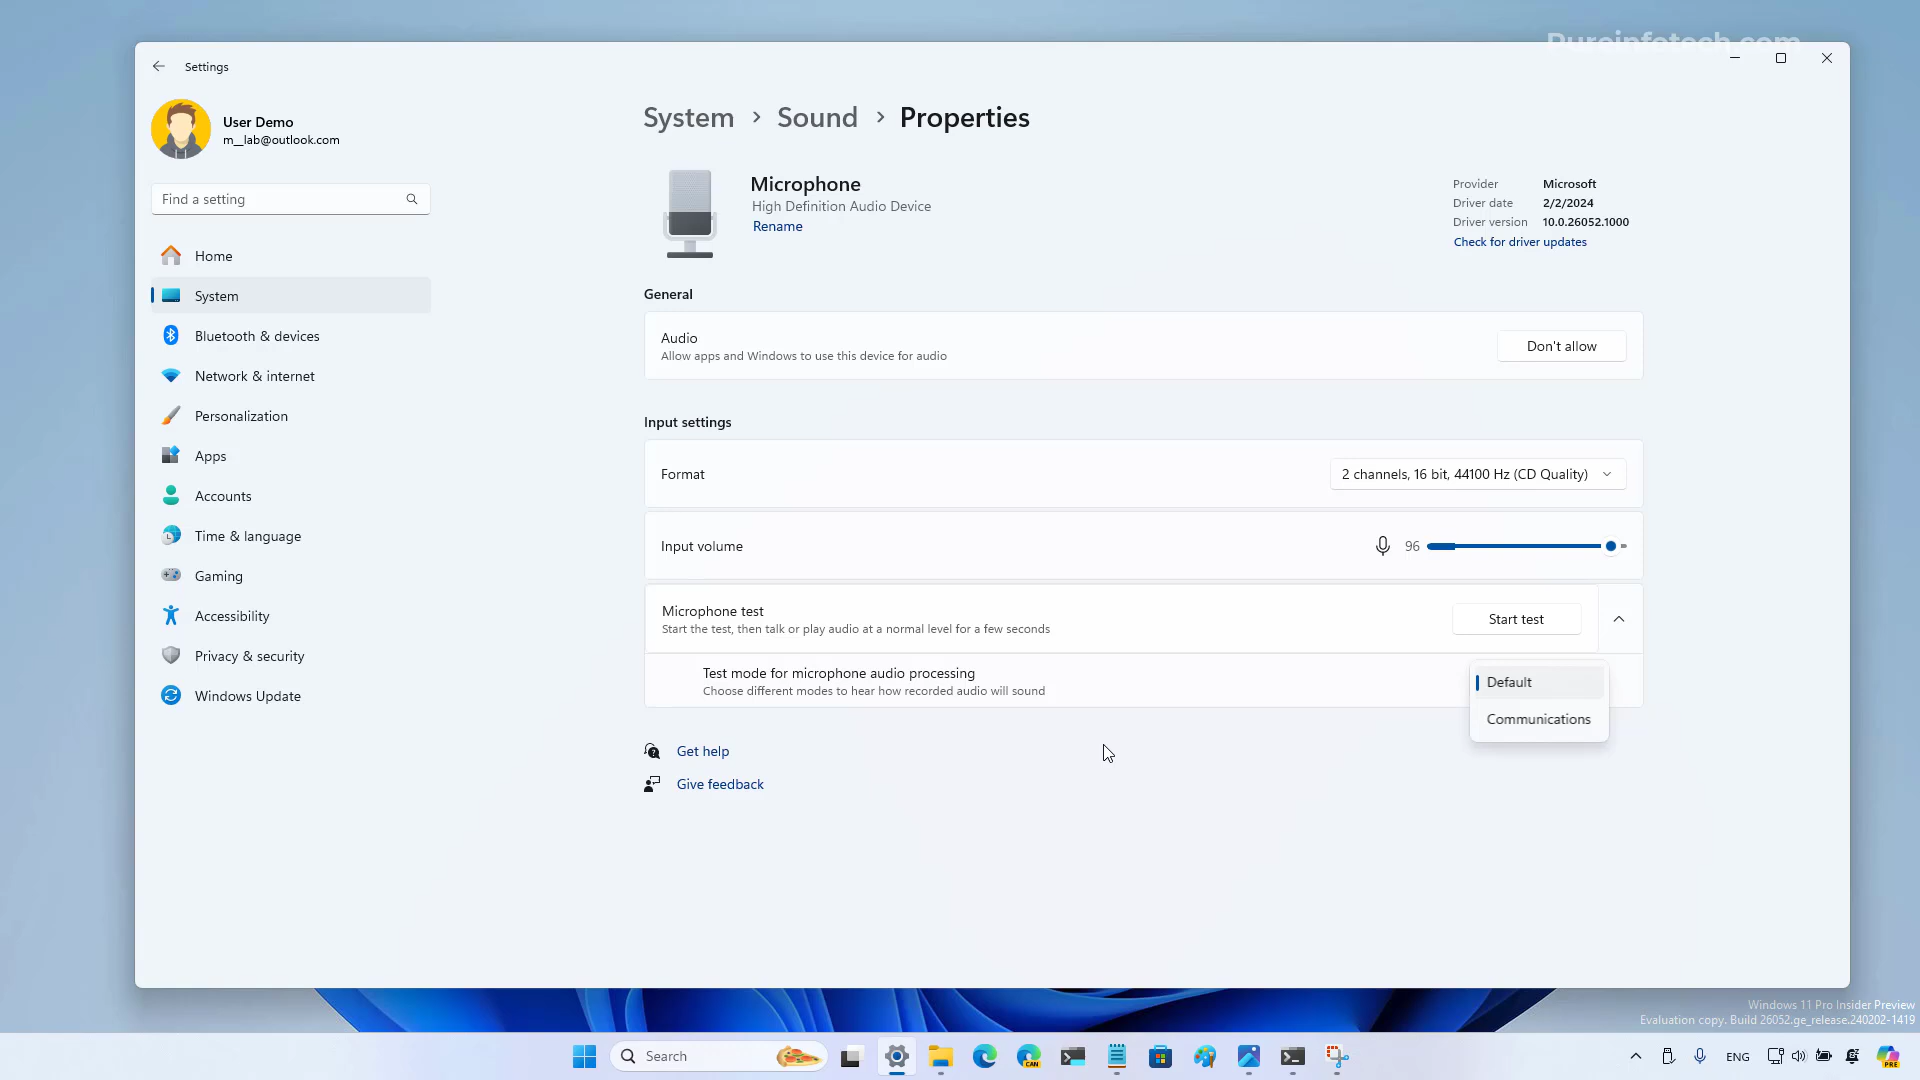 Pureinfotech.com
Settings
User Demo
m__lab@outlook.com
Find a setting
Home
System
Bluetooth & devices
Network & internet
Personalization
Apps
Accounts
Time & language
Gaming
Accessibility
Privacy & security
Windows Update
System > Sound > Properties
Microphone
High Definition Audio Device
Rename
Provider Microsoft
Driver date 2/2/2024
Driver version 10.0.26052.1000
Check for driver updates
General
Audio
Allow apps and Windows to use this device for audio
Don't allow
Input settings
Format
2 channels, 16 bit, 44100 Hz (CD Quality)
Input volume
96
Microphone test
Start the test, then talk or play audio at a normal level for a few seconds
Start test
Test mode for microphone audio processing
Choose different modes to hear how recorded audio will sound
Default
Communications
Get help
Give feedback
Windows 11 Pro Insider Preview
Evaluation copy. Build 26052.ge_release.240202-1419
Search
CAN
ENG
PRE